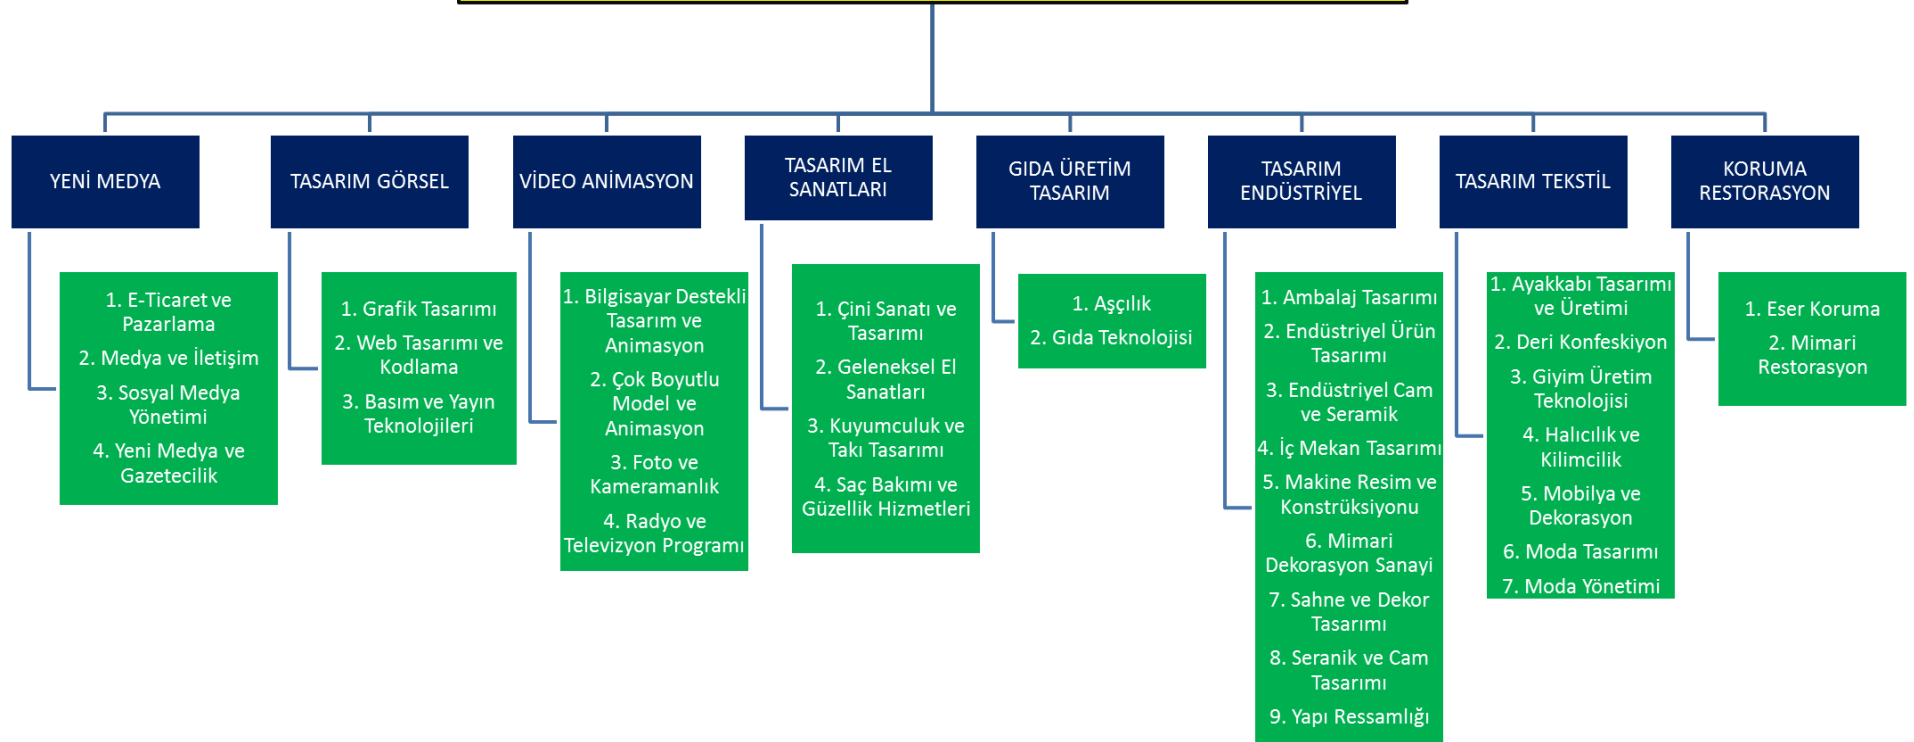 YENİ MEDYA
1. E-Ticaret ve
Pazarlama
2. Medya ve İletişim
3. Sosyal Medya
Yönetimi
4. Yeni Medya ve
Gazetecilik
TASARIM GÖRSEL
1. Grafik Tasarımı
2. Web Tasarımı ve
Kodlama
3. Basım ve Yayın
Teknolojileri
VİDEO ANİMASYON
1. Bilgisayar Destekli
Tasarım ve
Animasyon
2. Çok Boyutlu
Model ve
Animasyon
3. Foto ve
Kameramanlık
4. Radyo ve
Televizyon Programı
TASARIM EL
SANATLARI
1. Çini Sanatı ve
Tasarımı
2. Geleneksel El
Sanatları
3. Kuyumculuk ve
Takı Tasarımı
4. Saç Bakımı ve
Güzellik Hizmetleri
GIDA ÜRETİM
TASARIM
1. Aşçılık
2. Gıda Teknolojisi
TASARIM
ENDÜSTRİYEL
1. Ambalaj Tasarımı
2. Endüstriyel Ürün
Tasarımı
3. Endüstriyel Cam
ve Seramik
4. İç Mekan Tasarımı
5. Makine Resim ve
Konstrüksiyonu
6. Mimari
Dekorasyon Sanayi
7. Sahne ve Dekor
Tasarımı
8. Seranik ve Cam
Tasarımı
9. Yapı Ressamlığı
TASARIM TEKSTİL
1. Ayakkabı Tasarımı
ve Üretimi
2. Deri Konfeskiyon
3. Giyim Üretim
Teknolojisi
4. Halıcılık ve
Kilimcilik
5. Mobilya ve
Dekorasyon
6. Moda Tasarımı
7. Moda Yönetimi
KORUMA
RESTORASYON
1. Eser Koruma
2. Mimari
Restorasyon